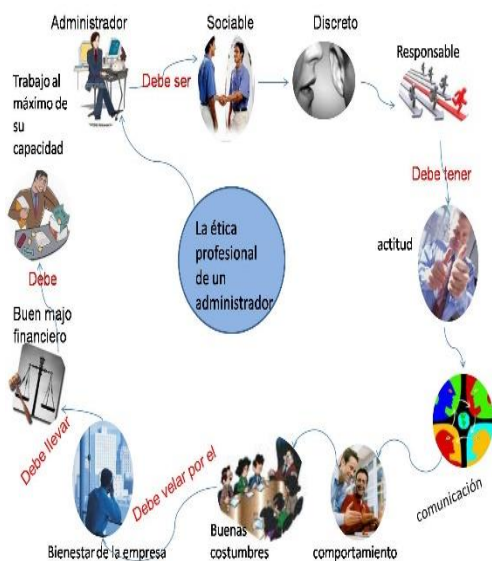 Administrador
Debe ser
Sociable
Discreto
Responsable
Debe tener
actitud
comunicación
comportamiento
Buenas
costumbres
Debe velar por el
Bienestar de la empresa
Debe llevar
Buen majo
financiero
Debe
Trabajo al
máximo de
su
capacidad
La ética
profesional
de un
administrador